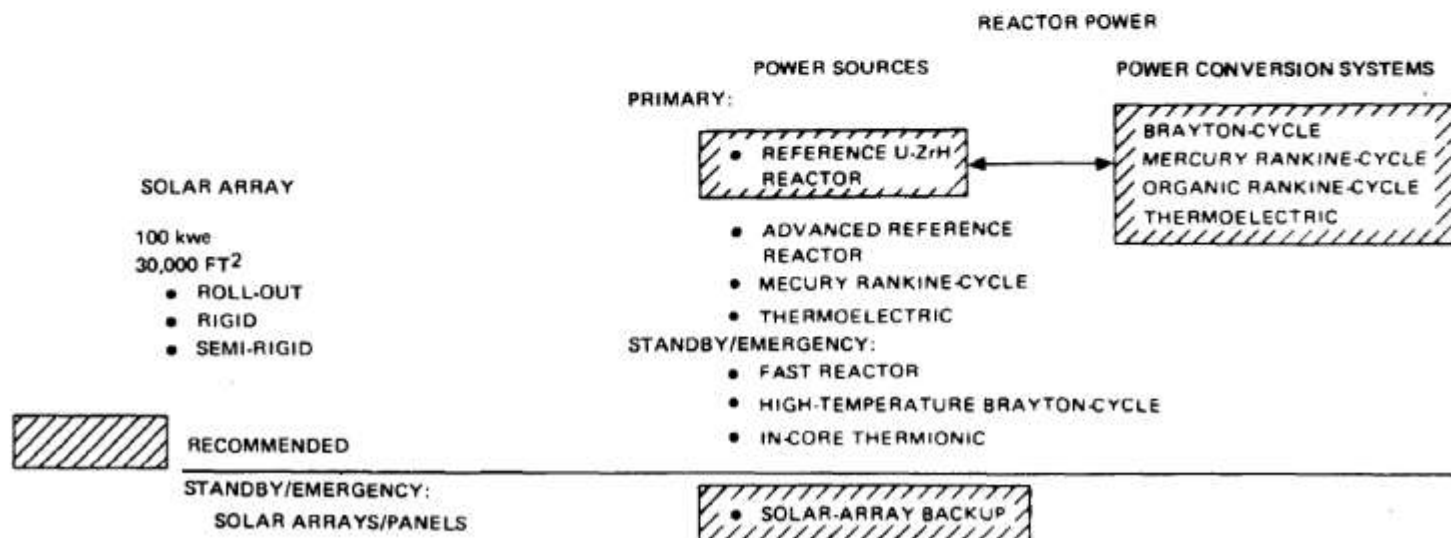 REACTOR POWER
POWER SOURCES
POWER CONVERSION SYSTEMS
PRIMARY:
• REFERENCE U-ZrH
REACTOR
BRAYTON-CYCLE
MERCURY RANKINE-CYCLE
ORGANIC RANKINE-CYCLE
THERMOELECTRIC
SOLAR ARRAY
100 kwe
30,000 FT²
• ROLL-OUT
• RIGID
• SEMI-RIGID
• ADVANCED REFERENCE
REACTOR
• MECURY RANKINE-CYCLE
• THERMOELECTRIC
STANDBY/EMERGENCY:
• FAST REACTOR
• HIGH-TEMPERATURE BRAYTON-CYCLE
• IN-CORE THERMIONIC
RECOMMENDED
STANDBY/EMERGENCY:
SOLAR ARRAYS/PANELS
• SOLAR-ARRAY BACKUP